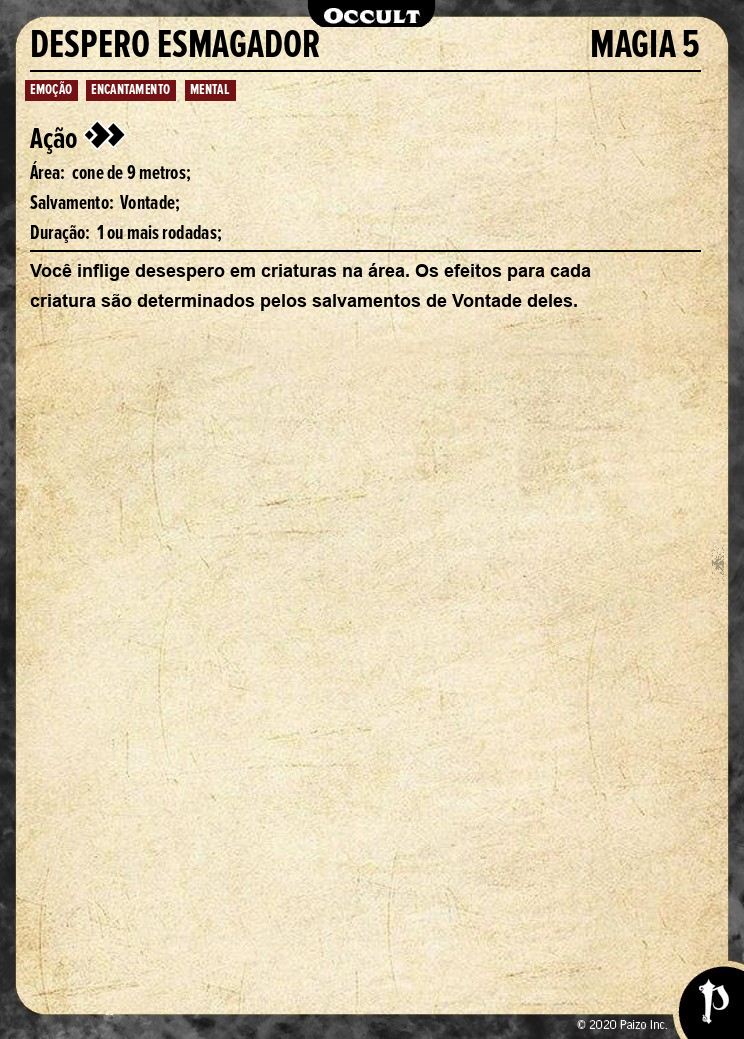 OCCULT
DESPERO ESMAGADOR MAGIA 5
EMOÇÃO ENCANTAMENTO MENTAL
Ação
Área: cone de 9 metros;
Salvamento: Vontade;
Duração: 1 ou mais rodadas;
Você inflige desespero em criaturas na área. Os efeitos para cada
criatura são determinados pelos salvamentos de Vontade deles.
© 2020 Paizo Inc.